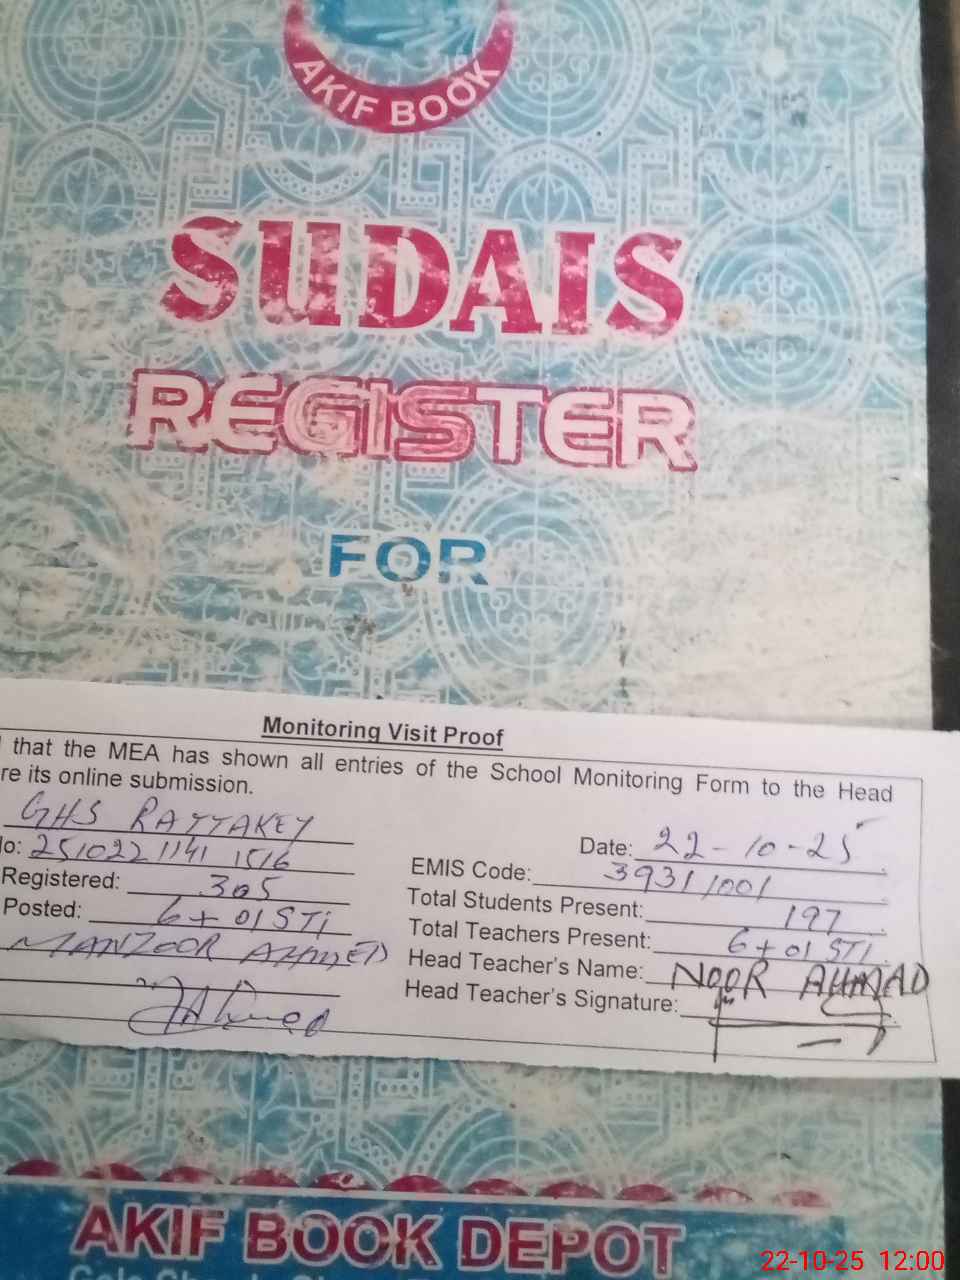 AKIF BOOK
SUDAIS
REGISTER
FOR
Monitoring Visit Proof
that the MEA has shown all entries of the School Monitoring Form to the Head
re its online submission.
GHS RATTAKEY
Date: 22-10-25
lo: 2510221141 1516
EMIS Code: 39311001
Registered: 305
Total Students Present: 197
Posted: 6+01 STi
Total Teachers Present: 6+01 STI
MANZOOR AHMED
Head Teacher's Name: NOOR AHMAD
Head Teacher's Signature:
AKIF BOOK DEPOT
22-10-25 12:00